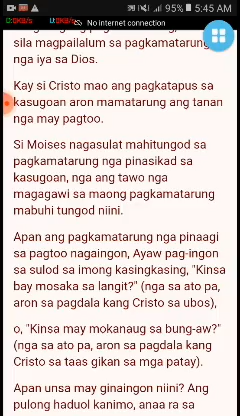 0:0KB/s U:0KB/s No internet connection 95% 5:45 AM
sila magpailalum sa pagkamatarung
nga iya sa Dios.
Kay si Cristo mao ang pagkatapus sa
kasugoan aron mamatarung ang tanan
nga may pagtoo.
Si Moises nagasulat mahitungod sa
pagkamatarung nga pinasikad sa
kasugoan, nga ang tawo nga
magagawi sa maong pagkamatarung
mabuhi tungod niini.
Apan ang pagkamatarung nga pinaagi
sa pagtoo nagaingon, Ayaw pag-ingon
sa sulod sa imong kasingkasing, "Kinsa
bay mosaka sa langit?" (nga sa ato pa,
aron sa pagdala kang Cristo sa ubos),
o, "Kinsa may mokanaug sa bung-aw?"
(nga sa ato pa, aron sa pagdala kang
Cristo sa taas gikan sa mga patay).
Apan unsa may ginaingon niini? Ang
pulong haduol kanimo, anaa ra sa